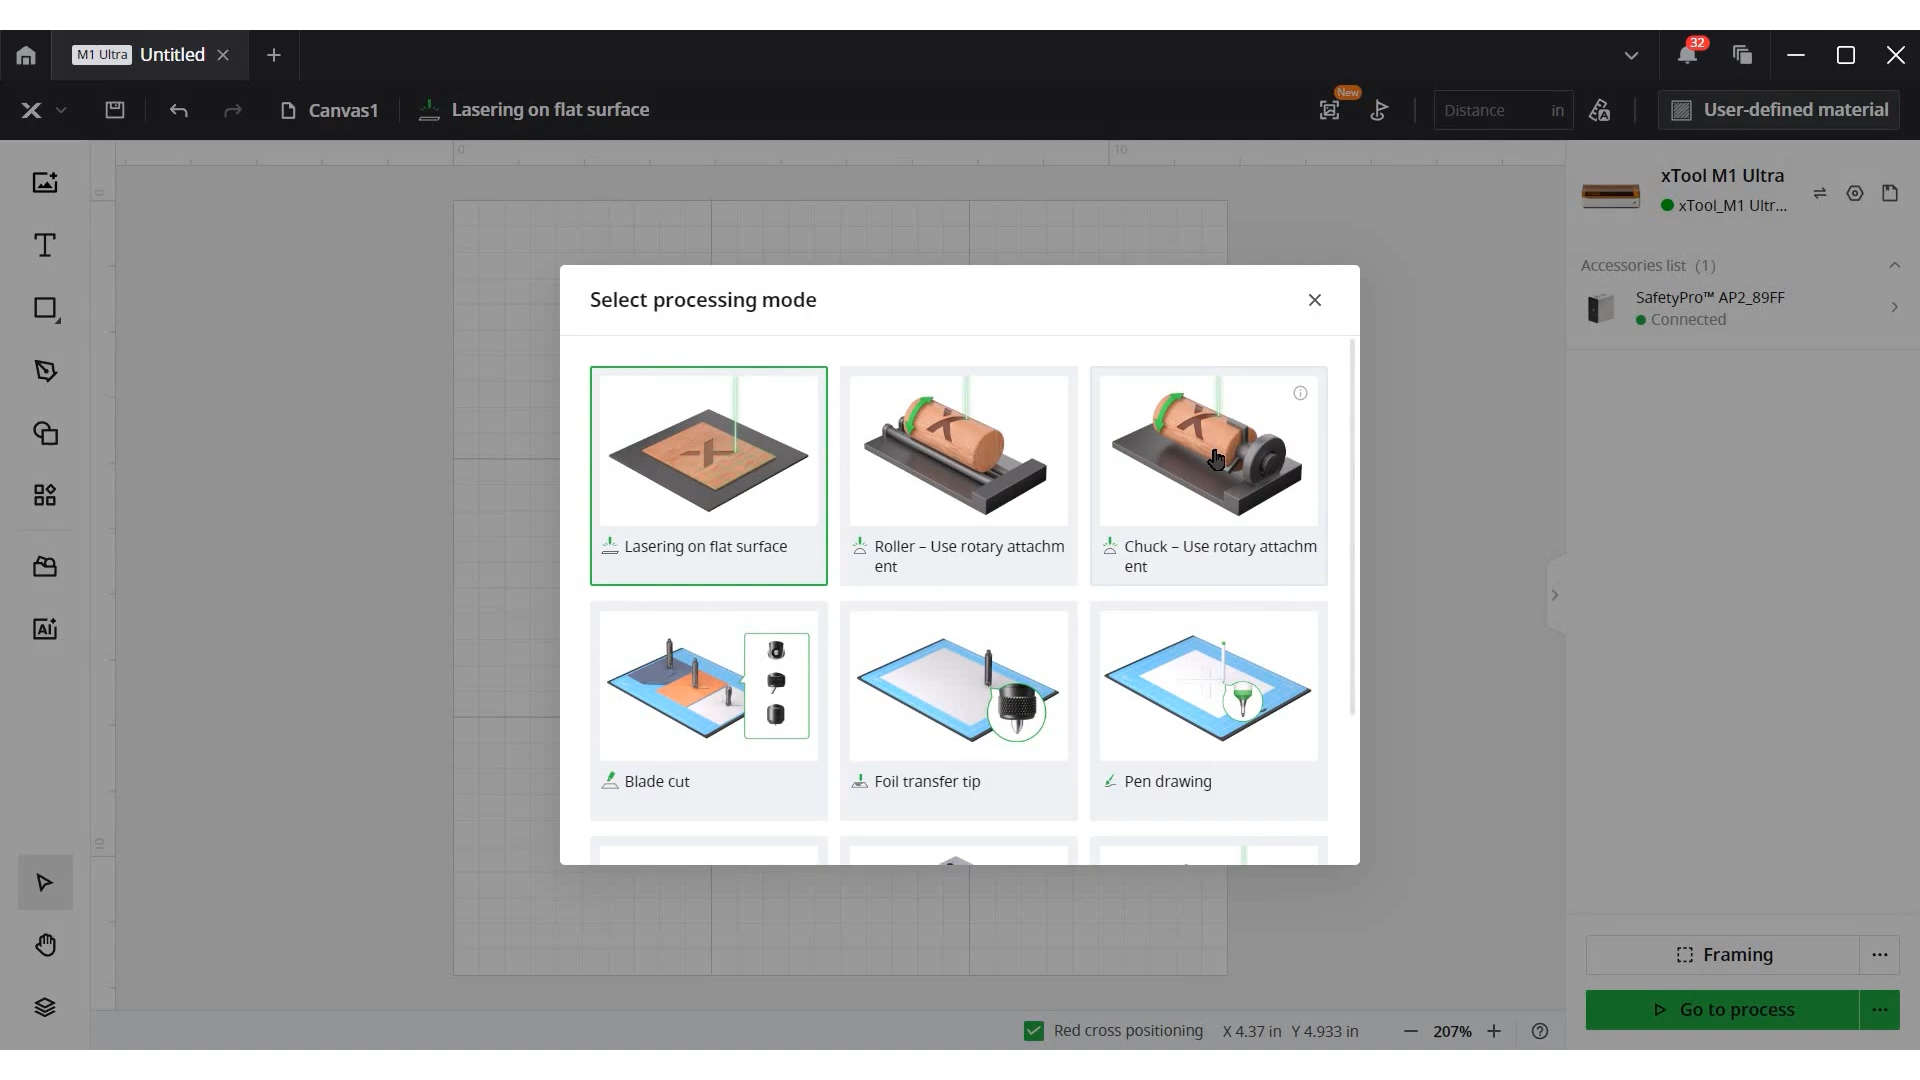 M1 Ultra Untitled
32
Canvas1
Lasering on flat surface
New
Distance in
User-defined material
0
10
0
10
xTool M1 Ultra
xTool_M1 Ultr...
Accessories list (1)
SafetyPro™ AP2_89FF
Connected
Select processing mode
Lasering on flat surface
Roller – Use rotary attachm
ent
Chuck – Use rotary attachm
ent
Blade cut
Foil transfer tip
Pen drawing
AI
Framing
Go to process
Red cross positioning X 4.37 in Y 4.933 in 207%